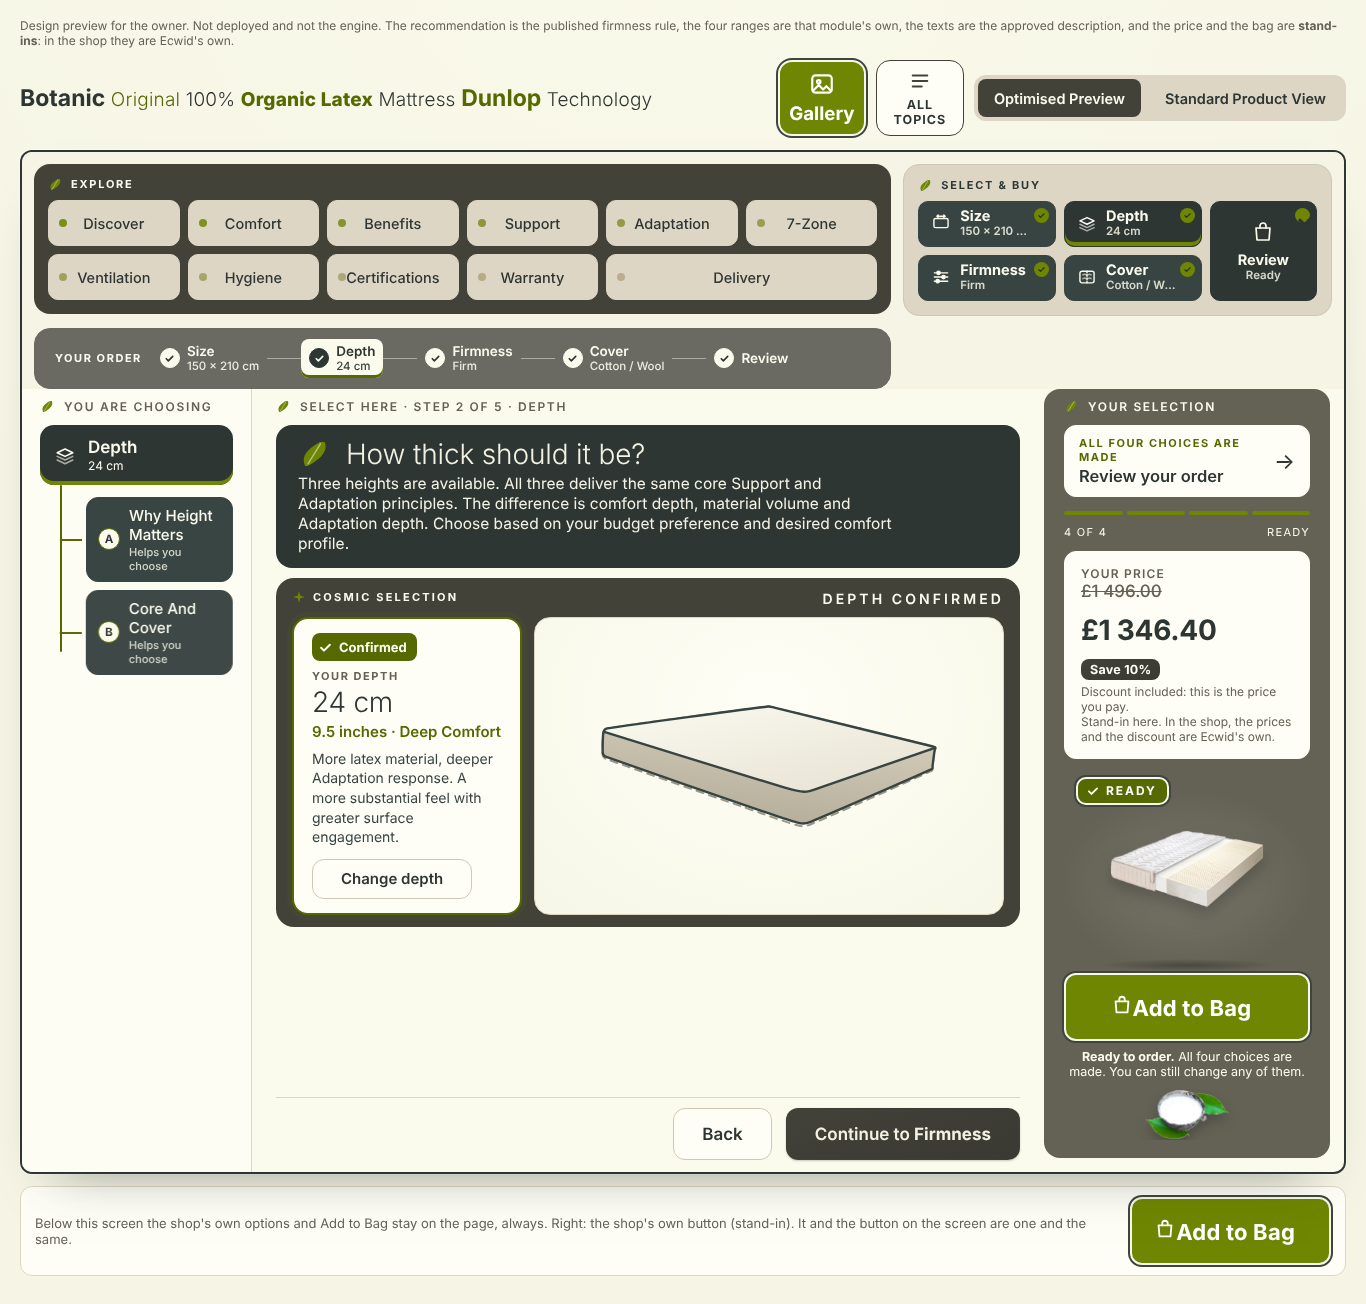 Design preview for the owner. Not deployed and not the engine. The recommendation is the published firmness rule, the four ranges are that module's own, the texts are the approved description, and the price and the bag are stand-
ins: in the shop they are Ecwid's own.
Botanic Original 100% Organic Latex Mattress Dunlop Technology
Gallery
ALL
TOPICS
Optimised Preview
Standard Product View
EXPLORE
Discover
Comfort
Benefits
Support
Adaptation
7-Zone
Ventilation
Hygiene
Certifications
Warranty
Delivery
SELECT & BUY
Size
150 × 210 ...
Depth
24 cm
Firmness
Firm
Cover
Cotton / W...
Review
Ready
YOUR ORDER
Size
150 × 210 cm
Depth
24 cm
Firmness
Firm
Cover
Cotton / Wool
Review
YOU ARE CHOOSING
Depth
24 cm
A
Why Height
Matters
Helps you
choose
B
Core And
Cover
Helps you
choose
SELECT HERE · STEP 2 OF 5 · DEPTH
How thick should it be?
Three heights are available. All three deliver the same core Support and
Adaptation principles. The difference is comfort depth, material volume and
Adaptation depth. Choose based on your budget preference and desired comfort
profile.
COSMIC SELECTION
DEPTH CONFIRMED
Confirmed
YOUR DEPTH
24 cm
9.5 inches · Deep Comfort
More latex material, deeper
Adaptation response. A
more substantial feel with
greater surface
engagement.
Change depth
Back
Continue to Firmness
YOUR SELECTION
ALL FOUR CHOICES ARE
MADE
Review your order
4 OF 4
READY
YOUR PRICE
£1 496.00
£1 346.40
Save 10%
Discount included: this is the price
you pay.
Stand-in here. In the shop, the prices
and the discount are Ecwid's own.
READY
Add to Bag
Ready to order. All four choices are
made. You can still change any of them.
Below this screen the shop's own options and Add to Bag stay on the page, always. Right: the shop's own button (stand-in). It and the button on the screen are one and the
same.
Add to Bag